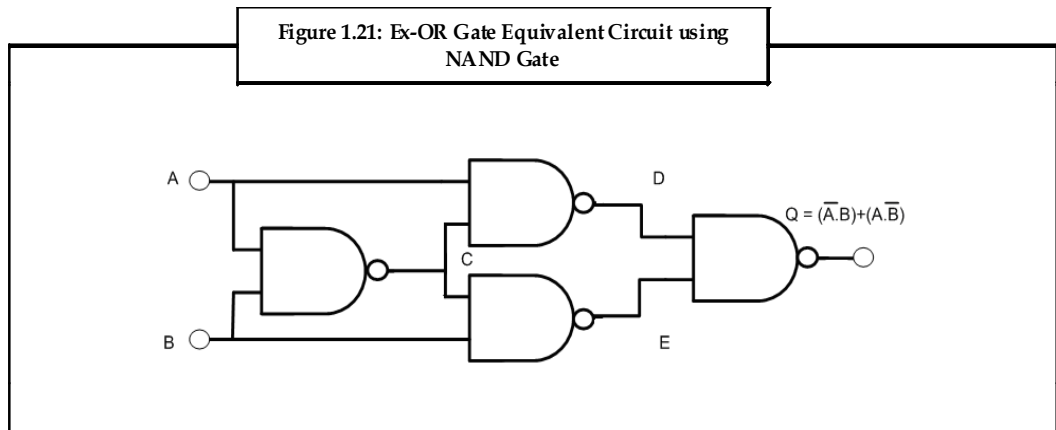 Figure 1.21: Ex-OR Gate Equivalent Circuit using
NAND Gate
A
D
Q = (A̅.B)+(A.B̅)
C
B
E